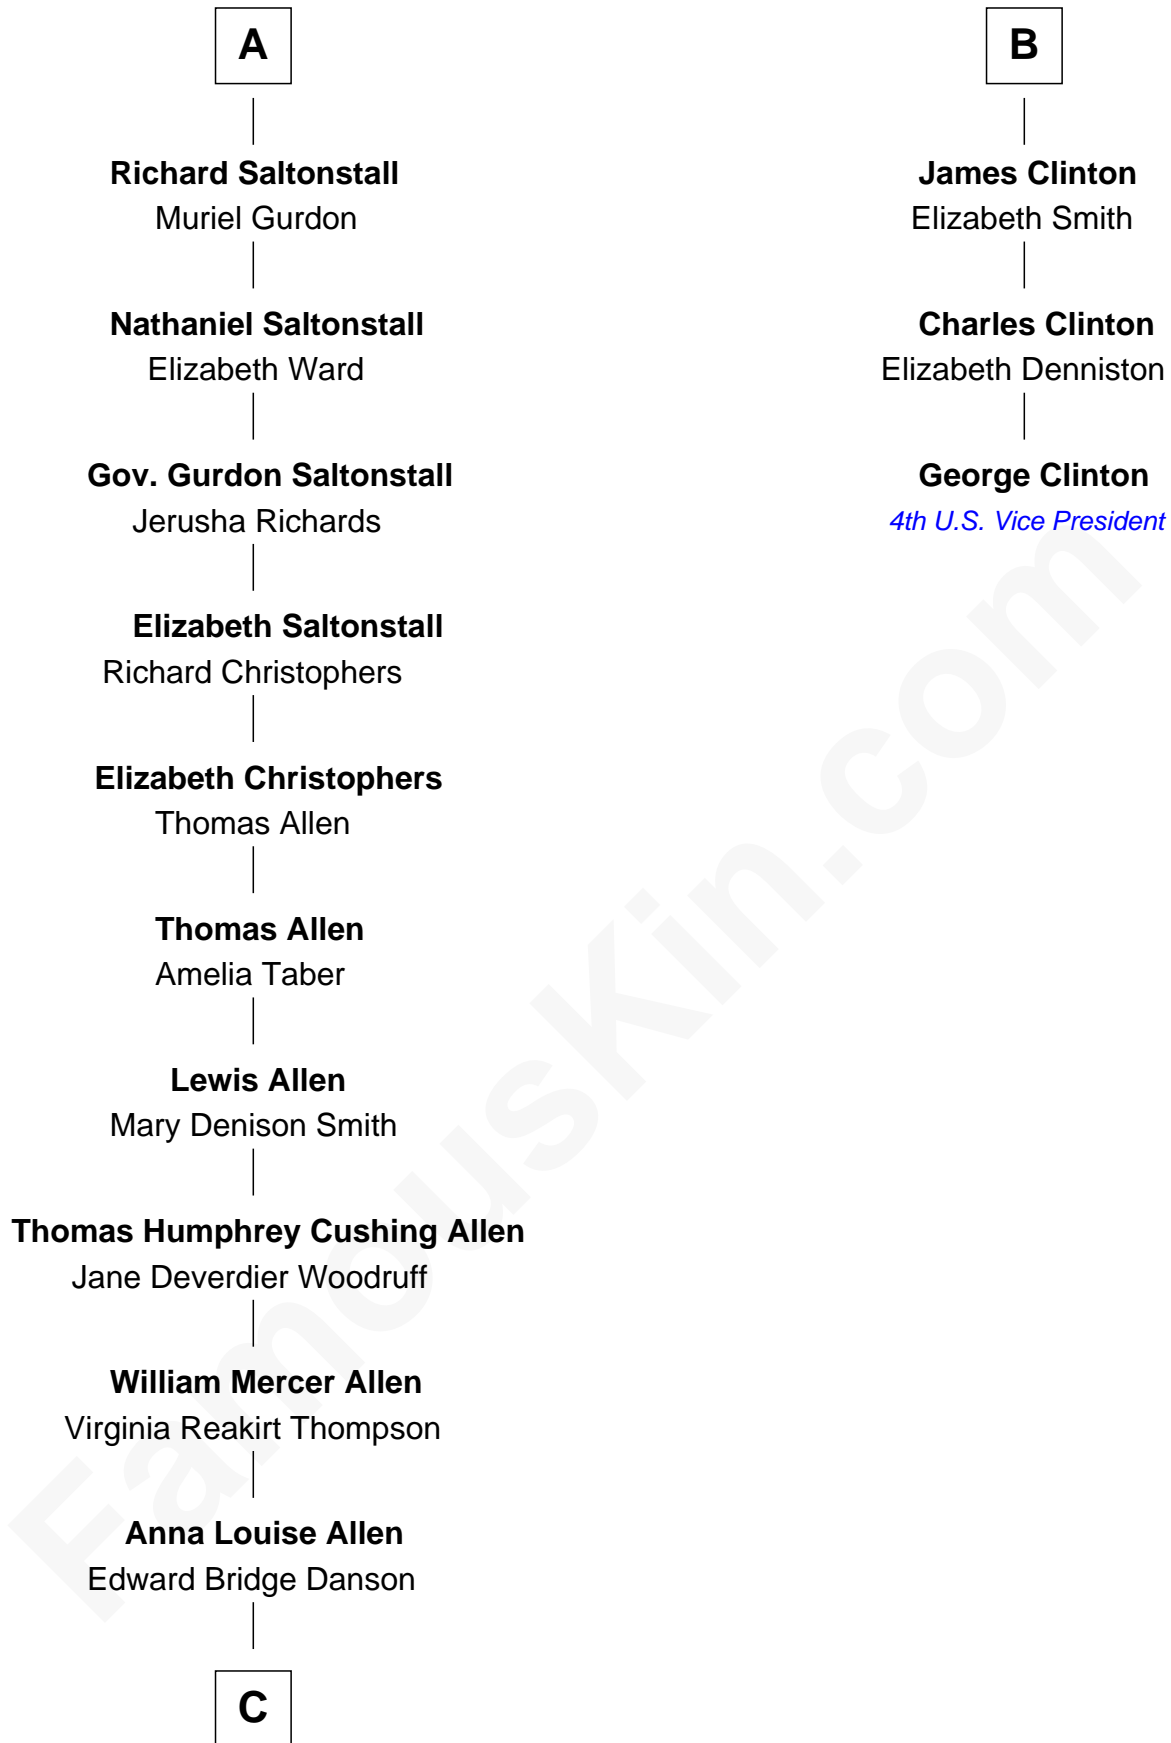 A
Richard Saltonstall
Muriel Gurdon
Nathaniel Saltonstall
Elizabeth Ward
Gov. Gurdon Saltonstall
Jerusha Richards
Elizabeth Saltonstall
Richard Christophers
Elizabeth Christophers
Thomas Allen
Thomas Allen
Amelia Taber
Lewis Allen
Mary Denison Smith
Thomas Humphrey Cushing Allen
Jane Deverdier Woodruff
William Mercer Allen
Virginia Reakirt Thompson
Anna Louise Allen
Edward Bridge Danson
C
B
James Clinton
Elizabeth Smith
Charles Clinton
Elizabeth Denniston
George Clinton
4th U.S. Vice President
FamousKin.com